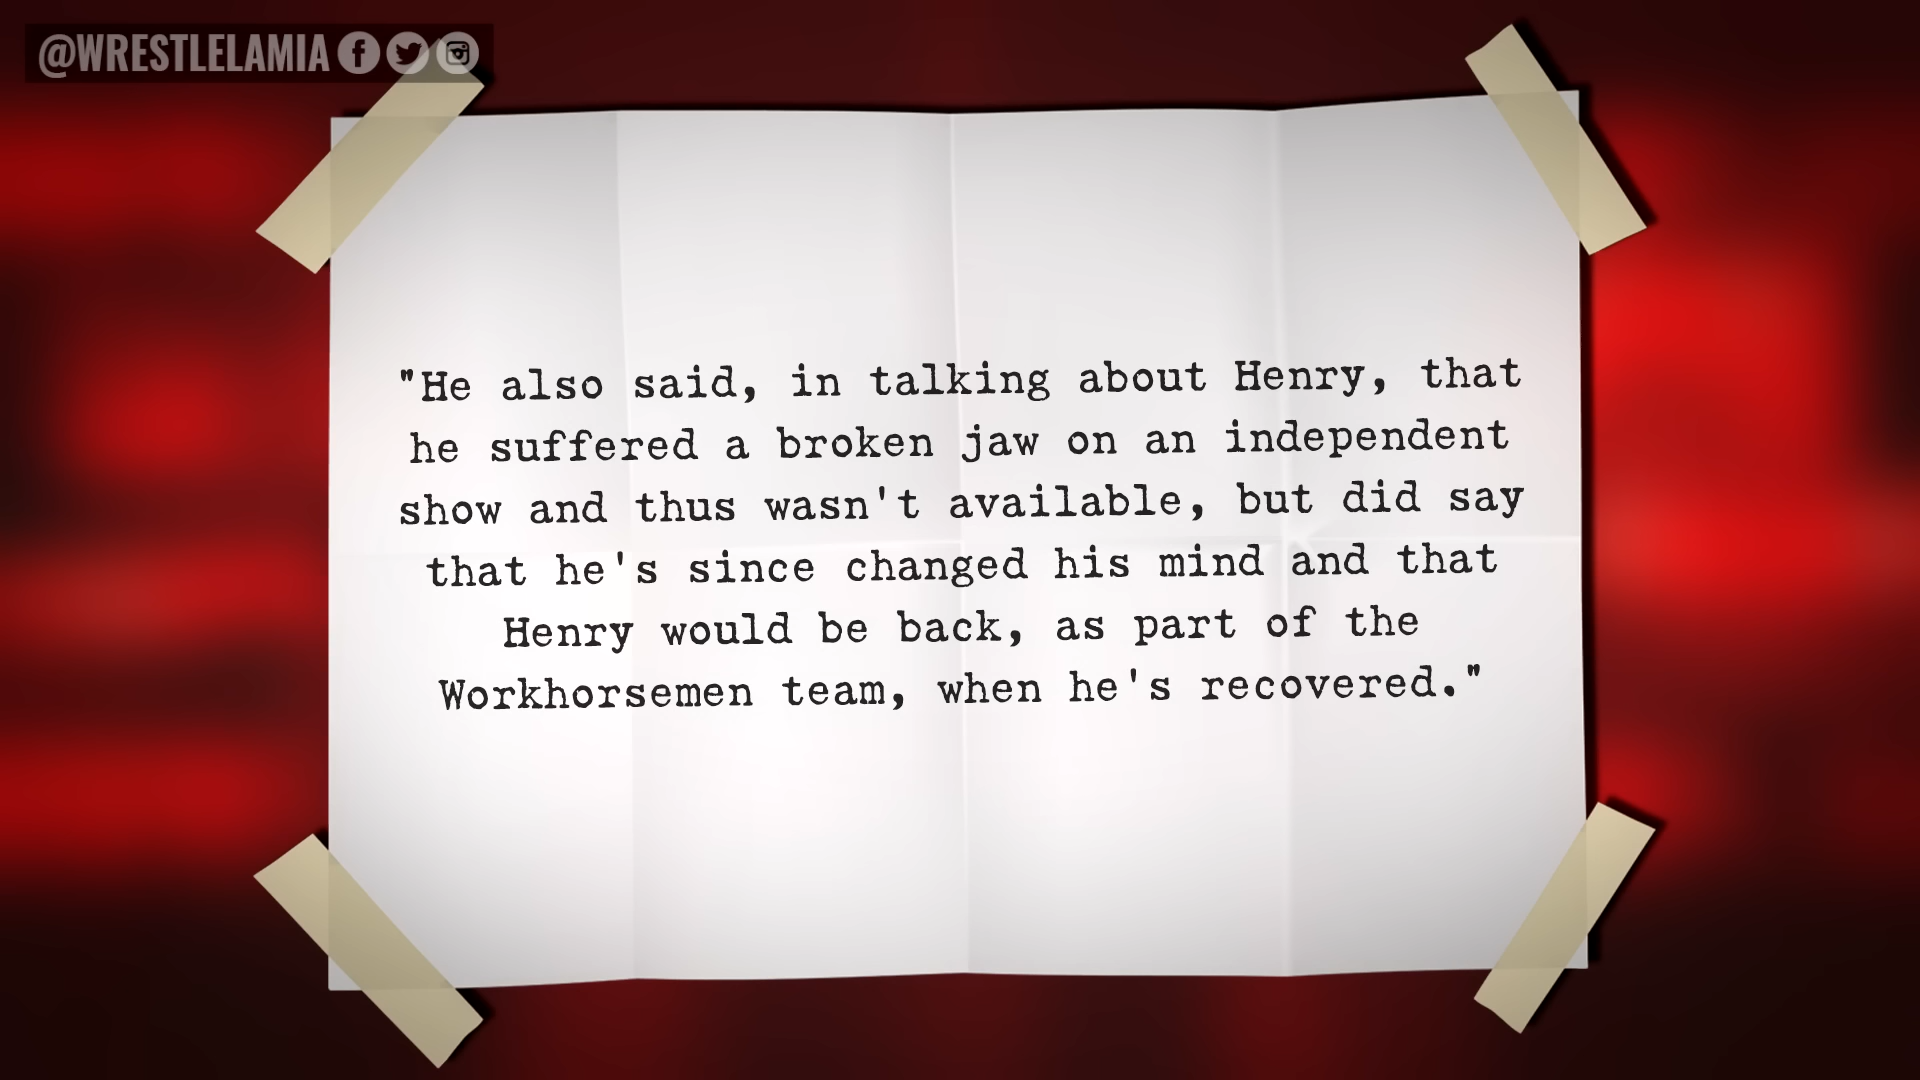 @WRESTLELAMIA
"He also said, in talking about Henry, that
he suffered a broken jaw on an independent
show and thus wasn't available, but did say
that he's since changed his mind and that
Henry would be back, as part of the
Workhorsemen team, when he's recovered."